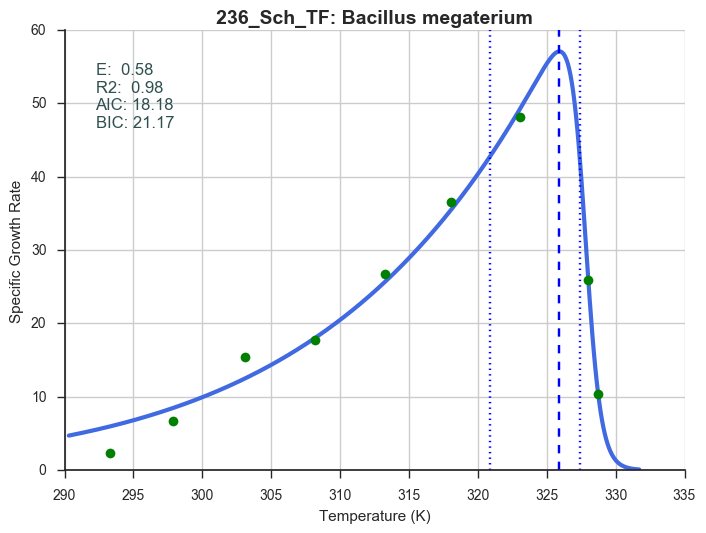 236_Sch_TF: Bacillus megaterium
E:  0.58
R2:  0.98
AIC: 18.18
BIC: 21.17
Specific Growth Rate
60
50
40
30
20
10
0
290 295 300 305 310 315 320 325 330 335
Temperature (K)